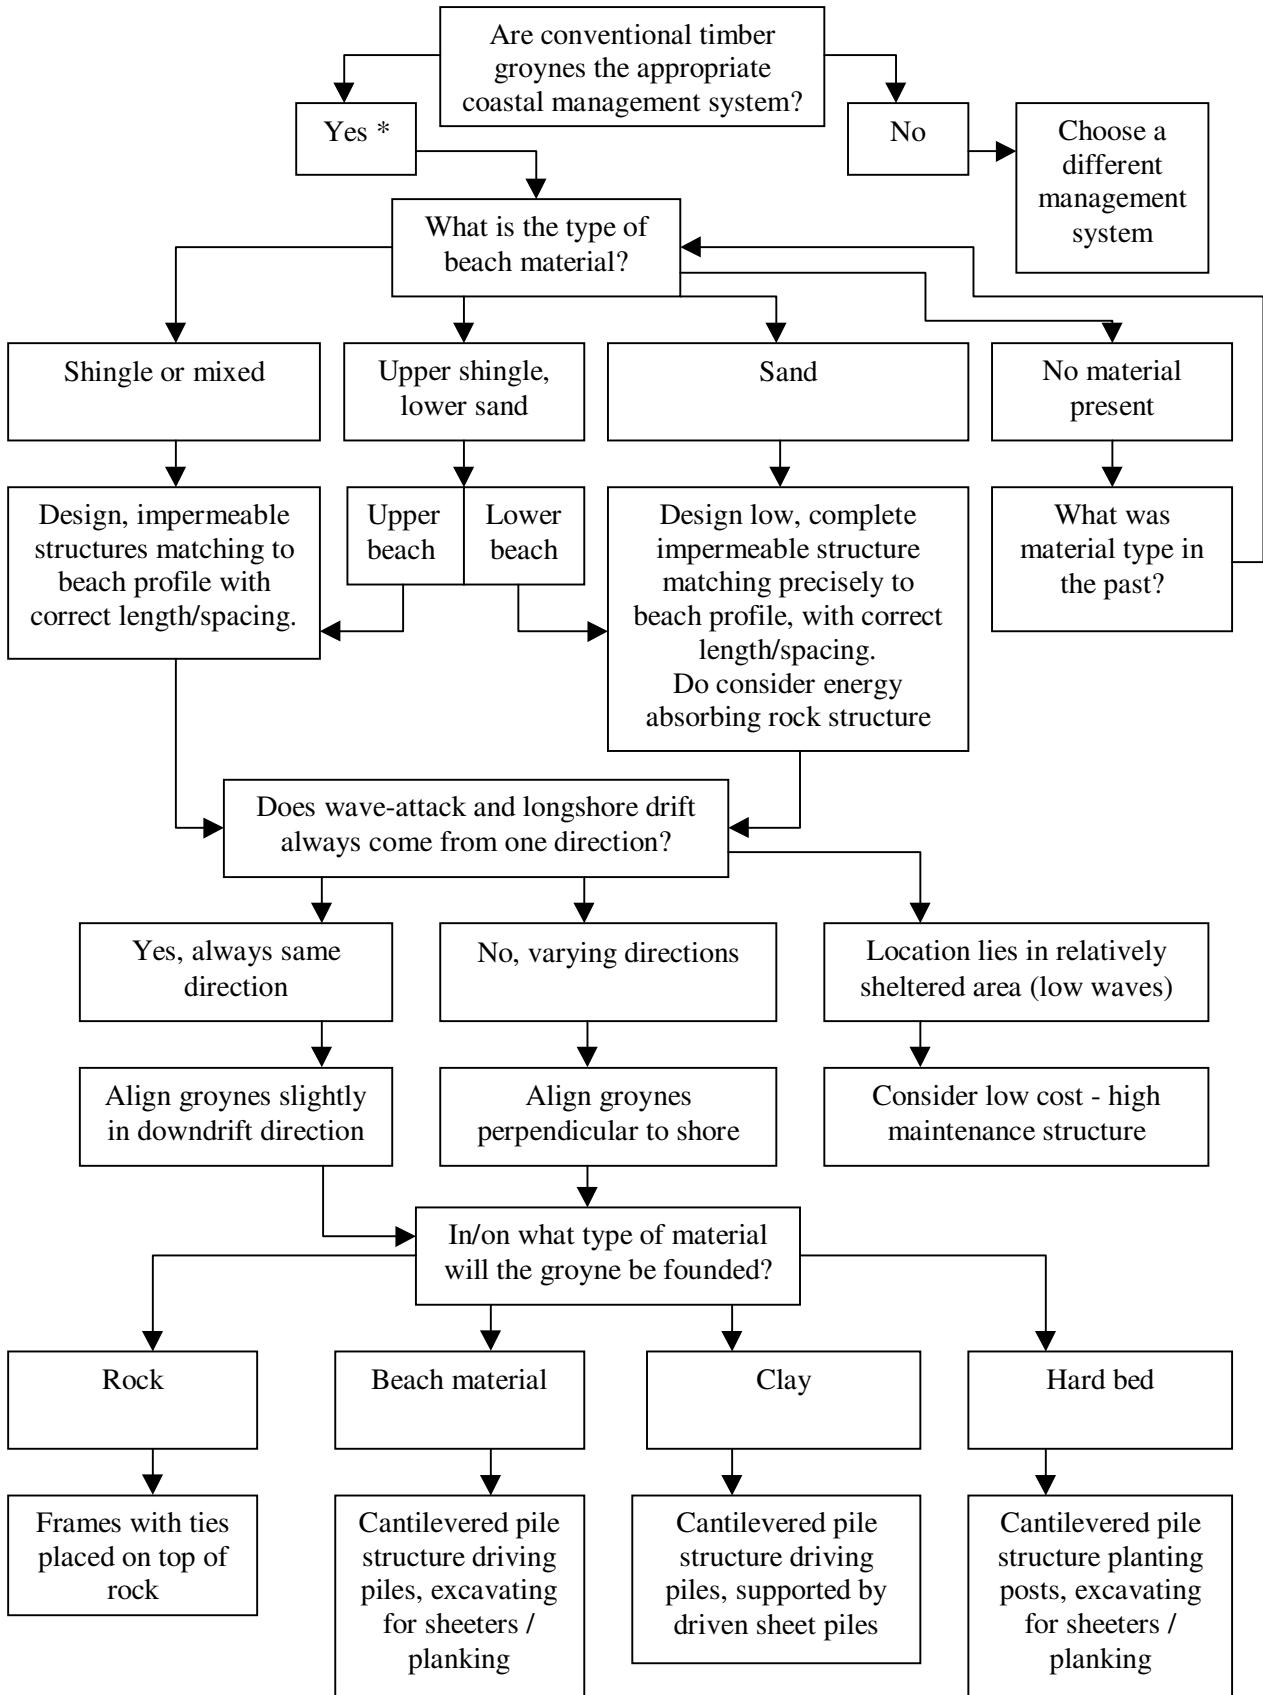 Are conventional timber
groynes the appropriate
coastal management system?
Yes *
No
Choose a
different
management
system
What is the type of
beach material?
Shingle or mixed
Upper shingle,
lower sand
Sand
No material
present
Design, impermeable
structures matching to
beach profile with
correct length/spacing.
Upper
beach
Lower
beach
Design low, complete
impermeable structure
matching precisely to
beach profile, with correct
length/spacing.
Do consider energy
absorbing rock structure
What was
material type in
the past?
Does wave-attack and longshore drift
always come from one direction?
Yes, always same
direction
No, varying directions
Location lies in relatively
sheltered area (low waves)
Align groynes slightly
in downdrift direction
Align groynes
perpendicular to shore
Consider low cost - high
maintenance structure
In/on what type of material
will the groyne be founded?
Rock
Beach material
Clay
Hard bed
Frames with ties
placed on top of
rock
Cantilevered pile
structure driving
piles, excavating
for sheeters /
planking
Cantilevered pile
structure driving
piles, supported by
driven sheet piles
Cantilevered pile
structure planting
posts, excavating
for sheeters /
planking